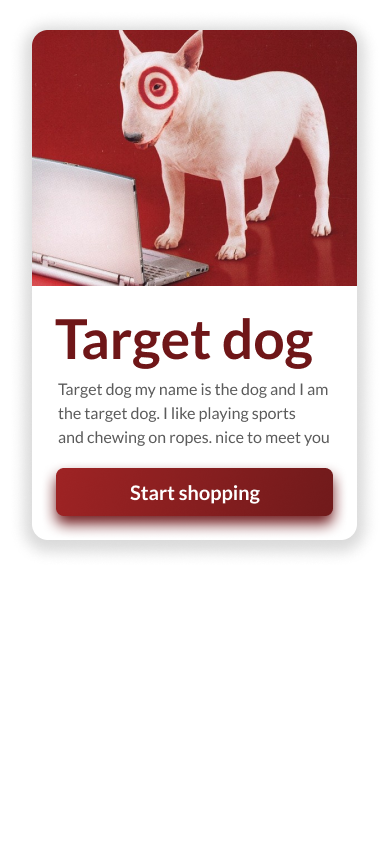 Target dog
Target dog my name is the dog and I am
the target dog. I like playing sports
and chewing on ropes. nice to meet you
Start shopping